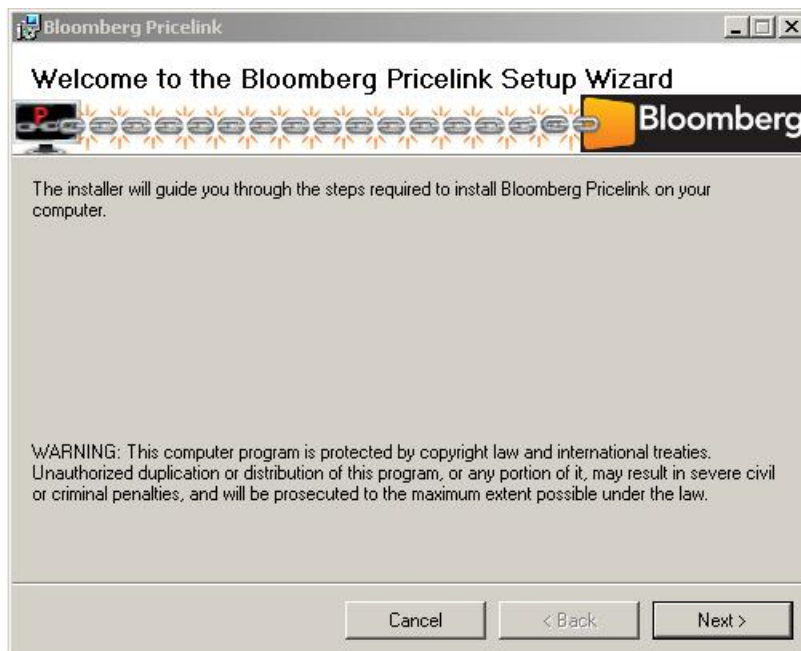 Bloomberg Pricelink
Welcome to the Bloomberg Pricelink Setup Wizard
P
Bloomberg
The installer will guide you through the steps required to install Bloomberg Pricelink on your
computer.
WARNING: This computer program is protected by copyright law and international treaties.
Unauthorized duplication or distribution of this program, or any portion of it, may result in severe civil
or criminal penalties, and will be prosecuted to the maximum extent possible under the law.
Cancel
< Back
Next >